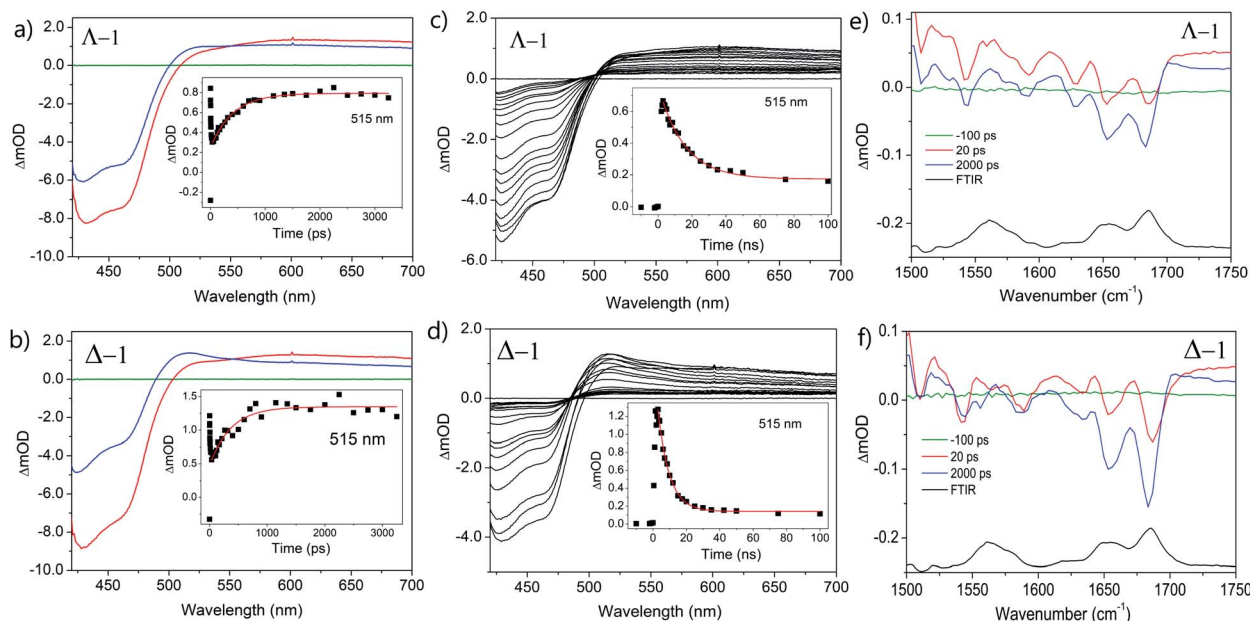 a)
Λ–1
2.0
0.0
-2.0
-4.0
-6.0
-8.0
-10.0
ΔmOD
450 500 550 600 650 700
Wavelength (nm)
0.8
0.6
0.4
0.2
0.0
-0.2
ΔmOD
0 1000 2000 3000
Time (ps)
515 nm
b)
Δ–1
2.0
0.0
-2.0
-4.0
-6.0
-8.0
-10.0
ΔmOD
450 500 550 600 650 700
Wavelength (nm)
1.5
1.0
0.5
0.0
ΔmOD
0 1000 2000 3000
Time (ps)
515 nm
c)
Λ–1
4.0
2.0
0.0
-2.0
-4.0
-6.0
ΔmOD
450 500 550 600 650 700
Wavelength (nm)
0.6
0.4
0.2
0.0
ΔmOD
0 20 40 60 80 100
Time (ns)
515 nm
d)
Δ–1
2.0
0.0
-2.0
-4.0
ΔmOD
450 500 550 600 650 700
Wavelength (nm)
1.2
1.0
0.8
0.6
0.4
0.2
0.0
ΔmOD
0 20 40 60 80 100
Time (ns)
515 nm
e)
Λ–1
0.1
0.0
-0.1
-0.2
ΔmOD
-100 ps
20 ps
2000 ps
FTIR
1500 1550 1600 1650 1700 1750
Wavenumber (cm⁻¹)
f)
Δ–1
0.1
0.0
-0.1
-0.2
ΔmOD
-100 ps
20 ps
2000 ps
FTIR
1500 1550 1600 1650 1700 1750
Wavenumber (cm⁻¹)